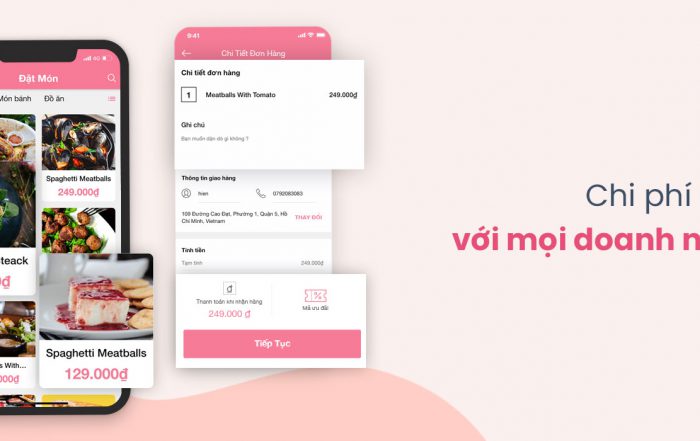 4G
Đặt Món
Món bánh
Đồ ăn
Spaghetti Meatballs
249.000₫
Spaghetti Meatballs
129.000₫
9:41
Chi Tiết Đơn Hàng
Chi tiết đơn hàng
1 Meatballs With Tomato 249.000₫
Ghi chú
Bạn muốn dặn dò gì không ?
Thông tin giao hàng
hien 0792083083
109 Đường Cao Đạt, Phường 1, Quận 5, Hồ
Chí Minh, Vietnam THAY ĐỔI
Tính tiền
Tạm tính 249.000₫
₫
Thanh toán khi nhận hàng
249.000 ₫
%
Mã ưu đãi
Tiếp Tục
Chi phí
với mọi doanh n